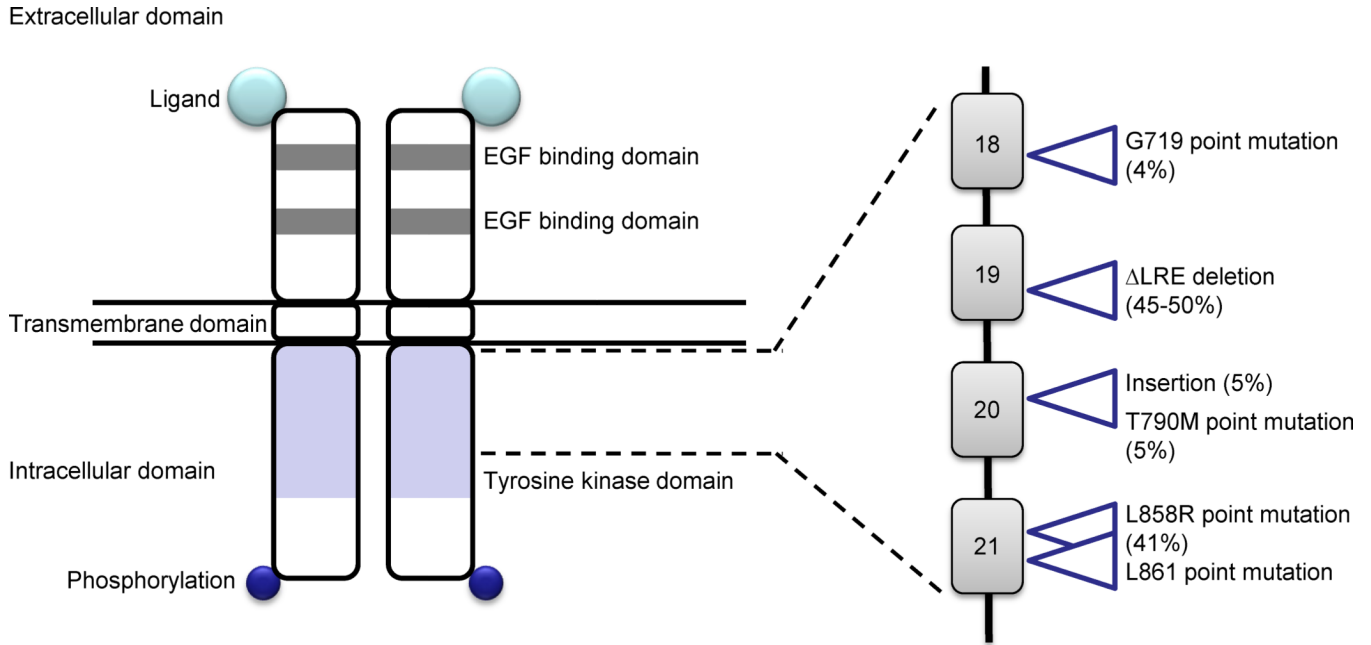 Extracellular domain
Ligand
EGF binding domain
EGF binding domain
Transmembrane domain
Intracellular domain
Tyrosine kinase domain
Phosphorylation
18
G719 point mutation
(4%)
19
ΔLRE deletion
(45-50%)
20
Insertion (5%)
T790M point mutation
(5%)
21
L858R point mutation
(41%)
L861 point mutation